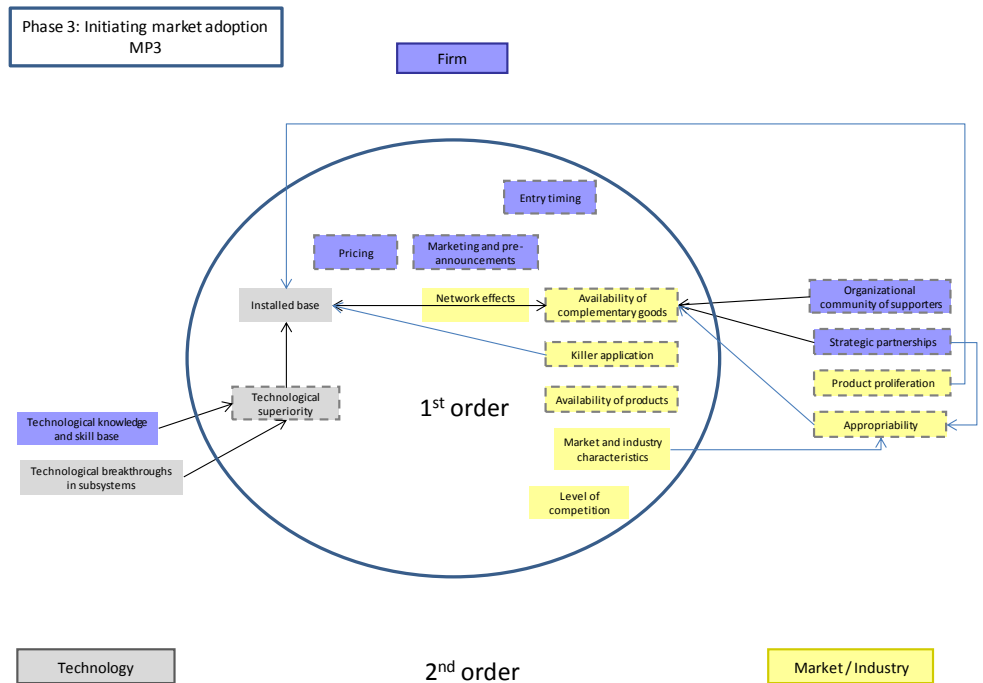 Phase 3: Initiating market adoption
MP3
Firm
Entry timing
Pricing
Marketing and pre-
announcements
Installed base
Network effects
Availability of
complementary goods
Organizational
community of supporters
Strategic partnerships
Killer application
Product proliferation
Technological
superiority
1st order
Availability of products
Appropriability
Technological knowledge
and skill base
Market and industry
characteristics
Technological breakthroughs
in subsystems
Level of
competition
Technology
2nd order
Market / Industry